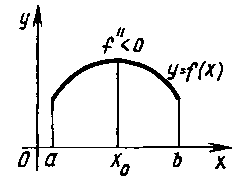 y
f''<0
y=f(x)
0 a x₀ b x